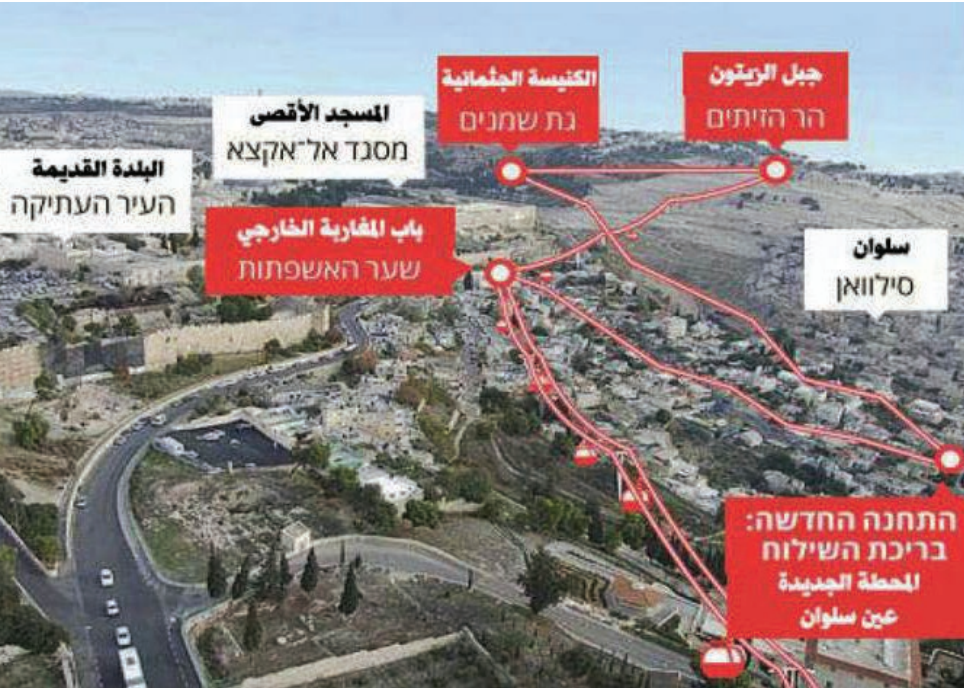 جبل الزيتون
הר הזיתים
الكنيسة الجثمانية
גת שמנים
المسجد الأقصى
מסגד אל־אקצא
البلدة القديمة
העיר העתיקה
باب المغاربة الخارجي
שער האשפתות
سلوان
סילוואן
התחנה החדשה:
בריכת השילוח
المحطة الجديدة
عين سلوان